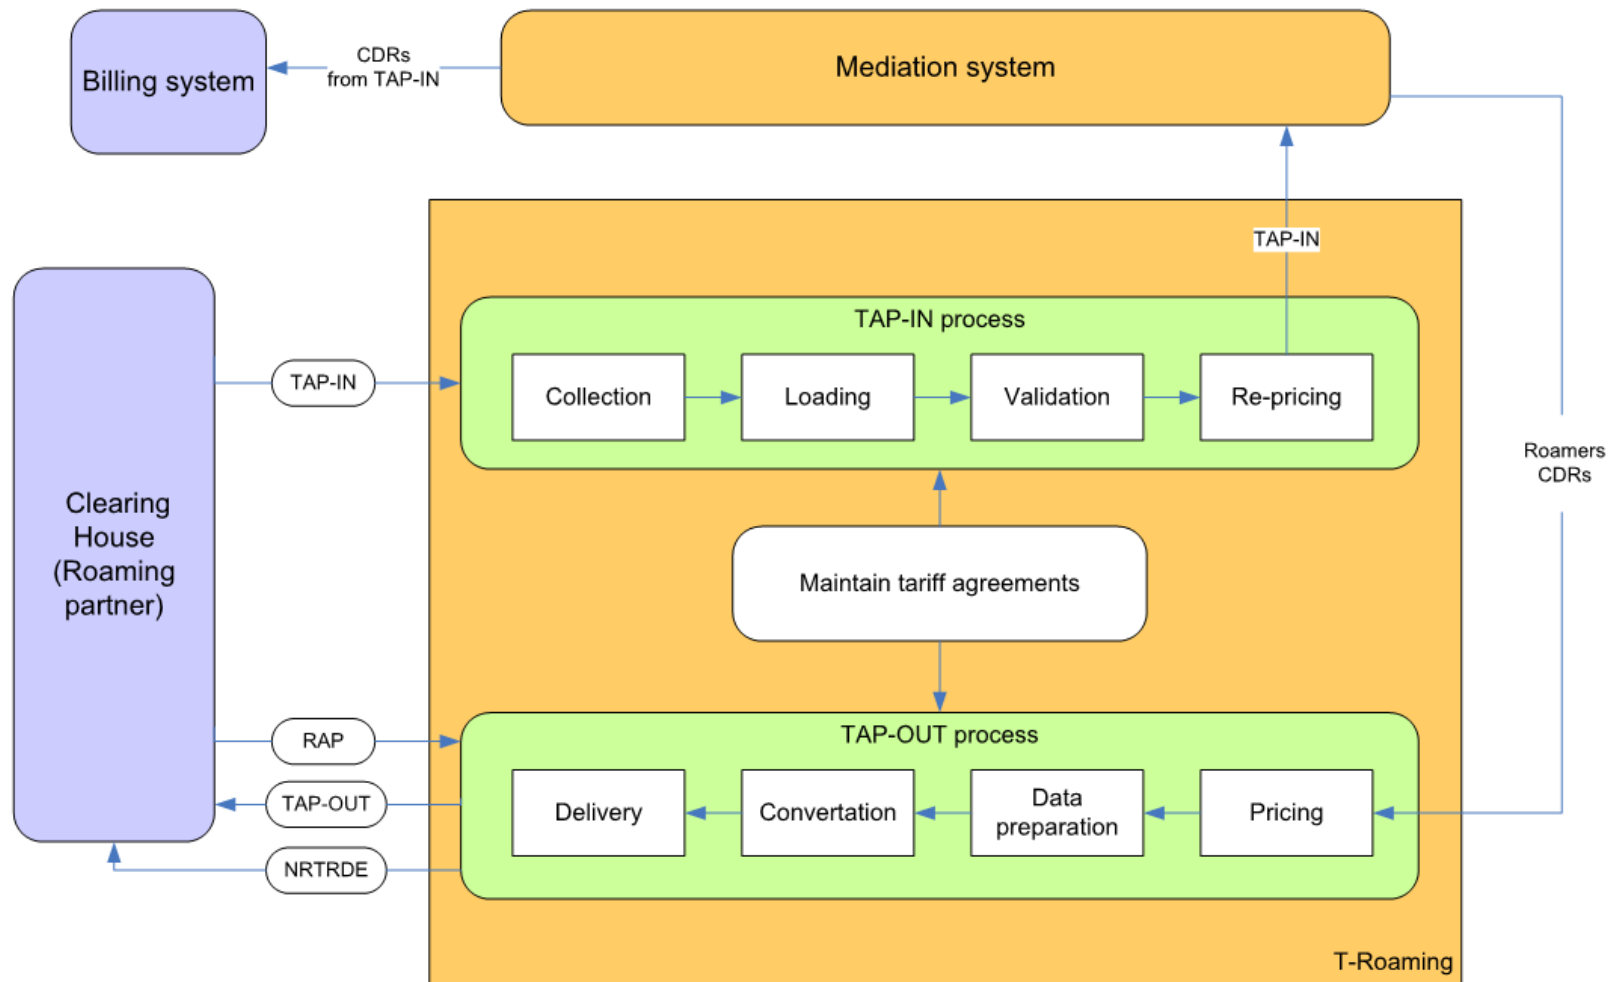 Billing system
CDRs
from TAP-IN
Mediation system
TAP-IN
TAP-IN process
TAP-IN
Collection
Loading
Validation
Re-pricing
Roamers
CDRs
Clearing
House
(Roaming
partner)
Maintain tariff agreements
TAP-OUT process
RAP
TAP-OUT
NRTRDE
Delivery
Convertation
Data
preparation
Pricing
T-Roaming